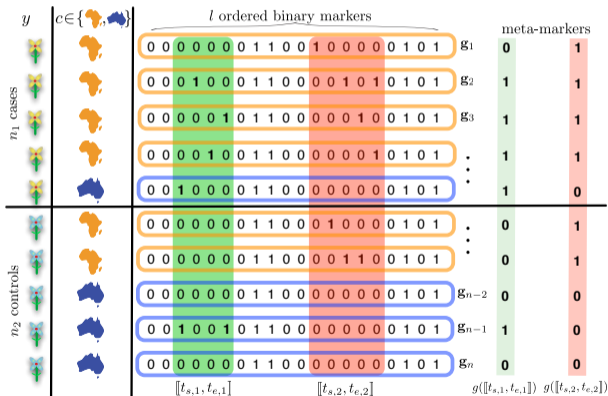 y c∈{ , } l ordered binary markers
meta-markers
n₁ cases
0 0 0 0 0 0 0 1 1 0 0 1 0 0 0 0 0 1 0 1 g₁ 0 1
0 0 0 1 0 0 0 1 1 0 0 0 0 1 0 1 0 1 0 1 g₂ 1 1
0 0 0 0 0 1 0 1 1 0 0 0 0 0 1 0 0 1 0 1 g₃ 1 1
0 0 0 0 1 0 0 1 1 0 0 0 0 0 0 1 0 1 0 1 1 1
0 0 1 0 0 0 0 1 1 0 0 0 0 0 0 0 0 1 0 1 1 0
n₂ controls
0 0 0 0 0 0 0 1 1 0 0 0 1 0 0 0 0 1 0 1 0 1
0 0 0 0 0 0 0 1 1 0 0 0 0 1 1 0 0 1 0 1 0 1
0 0 0 0 0 0 0 1 1 0 0 0 0 0 0 0 0 1 0 1 gₙ₋₂ 0 0
0 0 1 0 0 1 0 1 1 0 0 0 0 0 0 0 0 1 0 1 gₙ₋₁ 1 0
0 0 0 0 0 0 0 1 1 0 0 0 0 0 0 0 0 1 0 1 gₙ 0 0
⟦t_{s,1}, t_{e,1}⟧ ⟦t_{s,2}, t_{e,2}⟧ g(⟦t_{s,1}, t_{e,1}⟧) g(⟦t_{s,2}, t_{e,2}⟧)